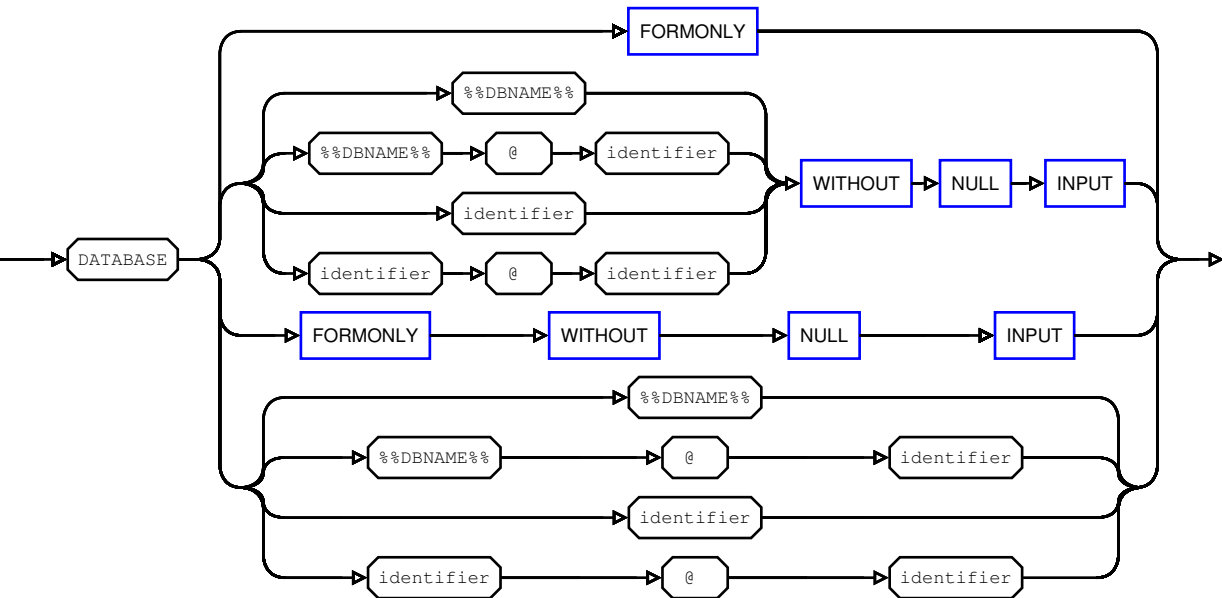 FORMONLY
%%DBNAME%%
%%DBNAME%% @ identifier
WITHOUT NULL INPUT
identifier
DATABASE
identifier @ identifier
FORMONLY WITHOUT NULL INPUT
%%DBNAME%%
%%DBNAME%% @ identifier
identifier
identifier @ identifier